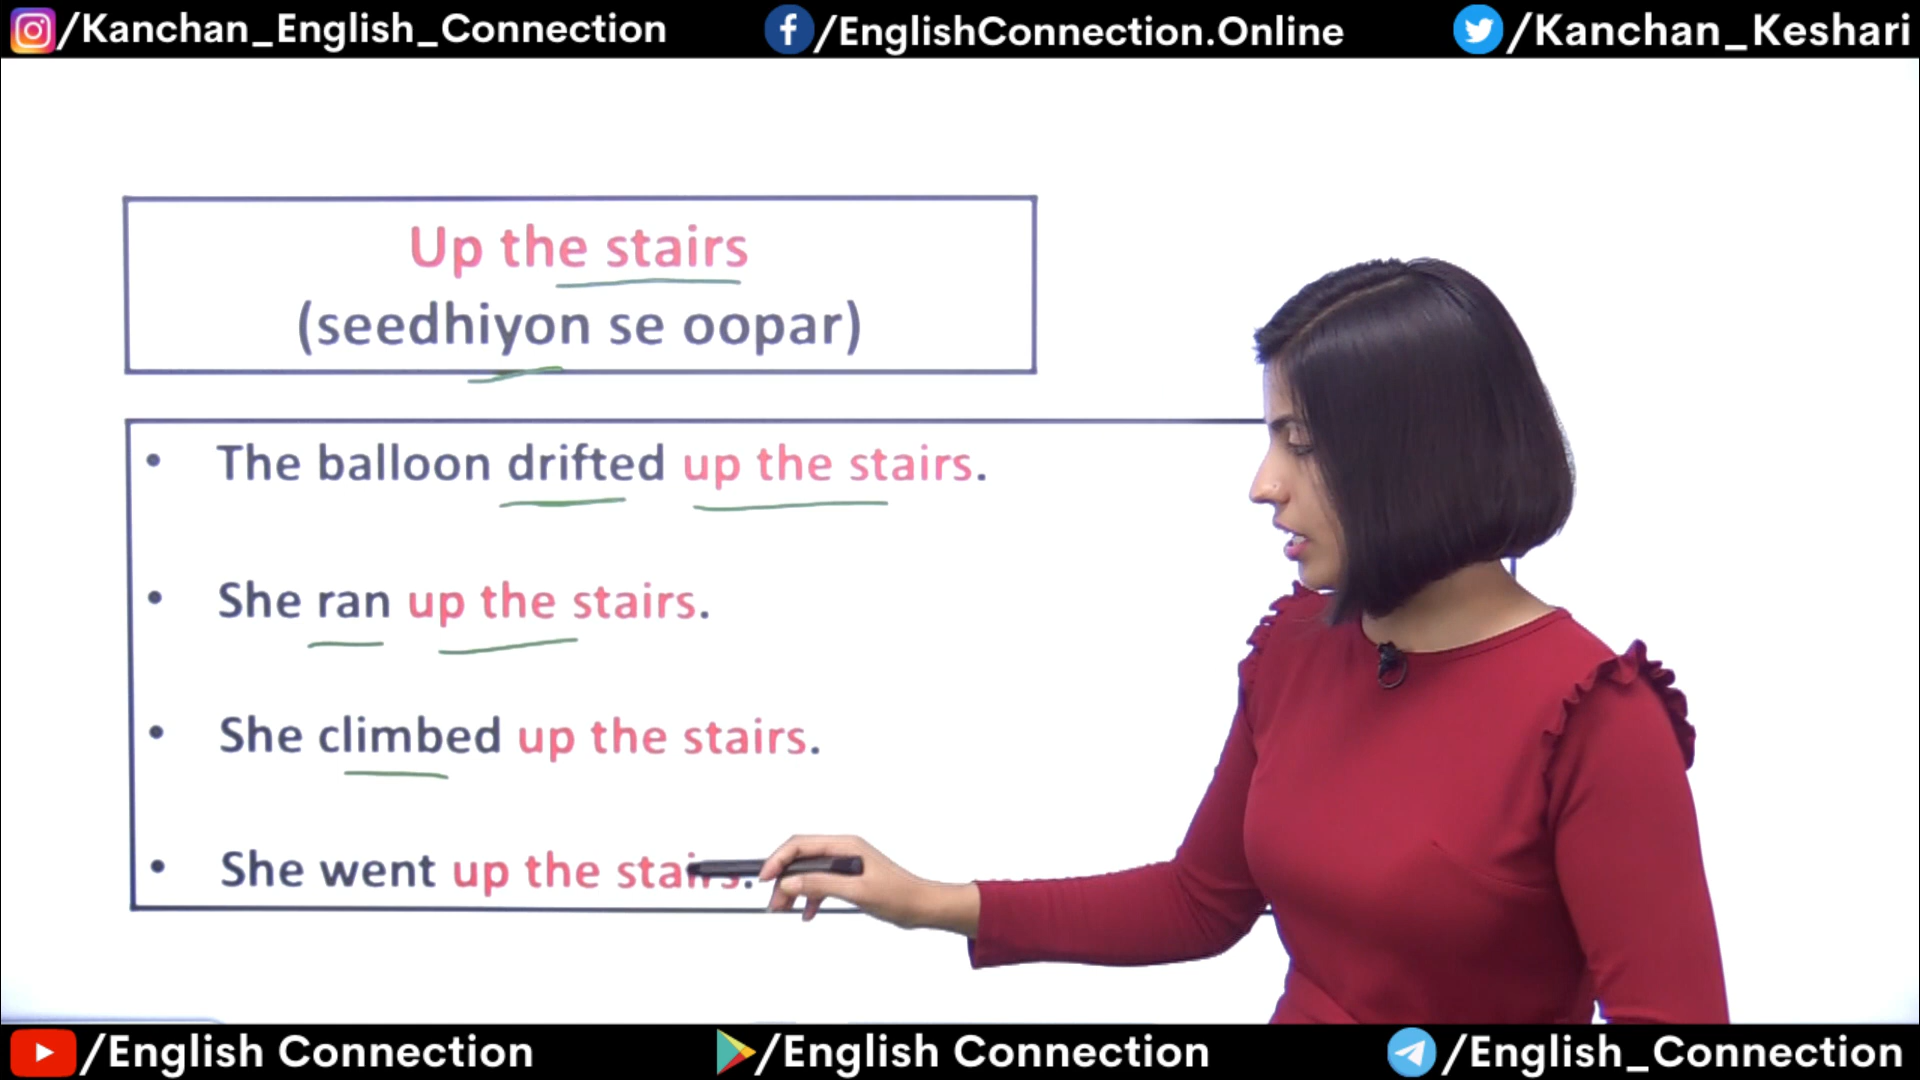 /Kanchan_English_Connection
/EnglishConnection.Online
/Kanchan_Keshari
Up the stairs
(seedhiyon se oopar)
• The balloon drifted up the stairs.
• She ran up the stairs.
• She climbed up the stairs.
• She went up the stairs.
/English Connection
/English Connection
/English_Connection